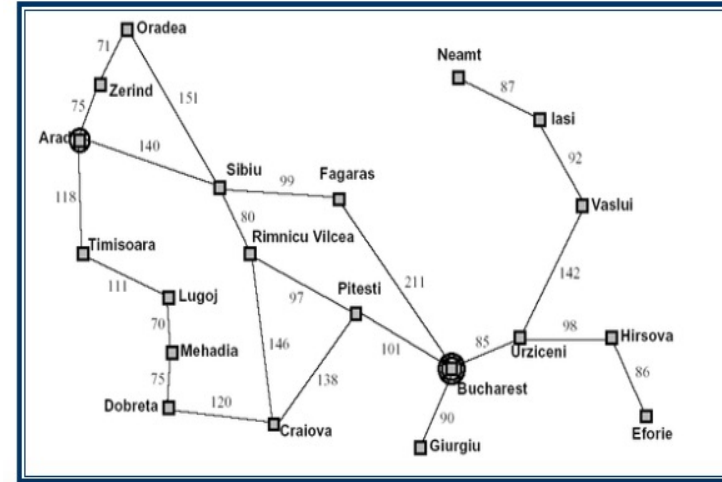 Oradea
71
Neamt
Zerind
87
151
75
Iasi
Arad
140
92
Sibiu
99
Fagaras
118
Vaslui
80
Timisoara
Rimnicu Vilcea
142
111
211
Lugoj
97
Pitesti
70
98
Hirsova
146
85
101
Urziceni
Mehadia
86
75
138
Bucharest
120
Dobreta
90
Craiova
Eforie
Giurgiu